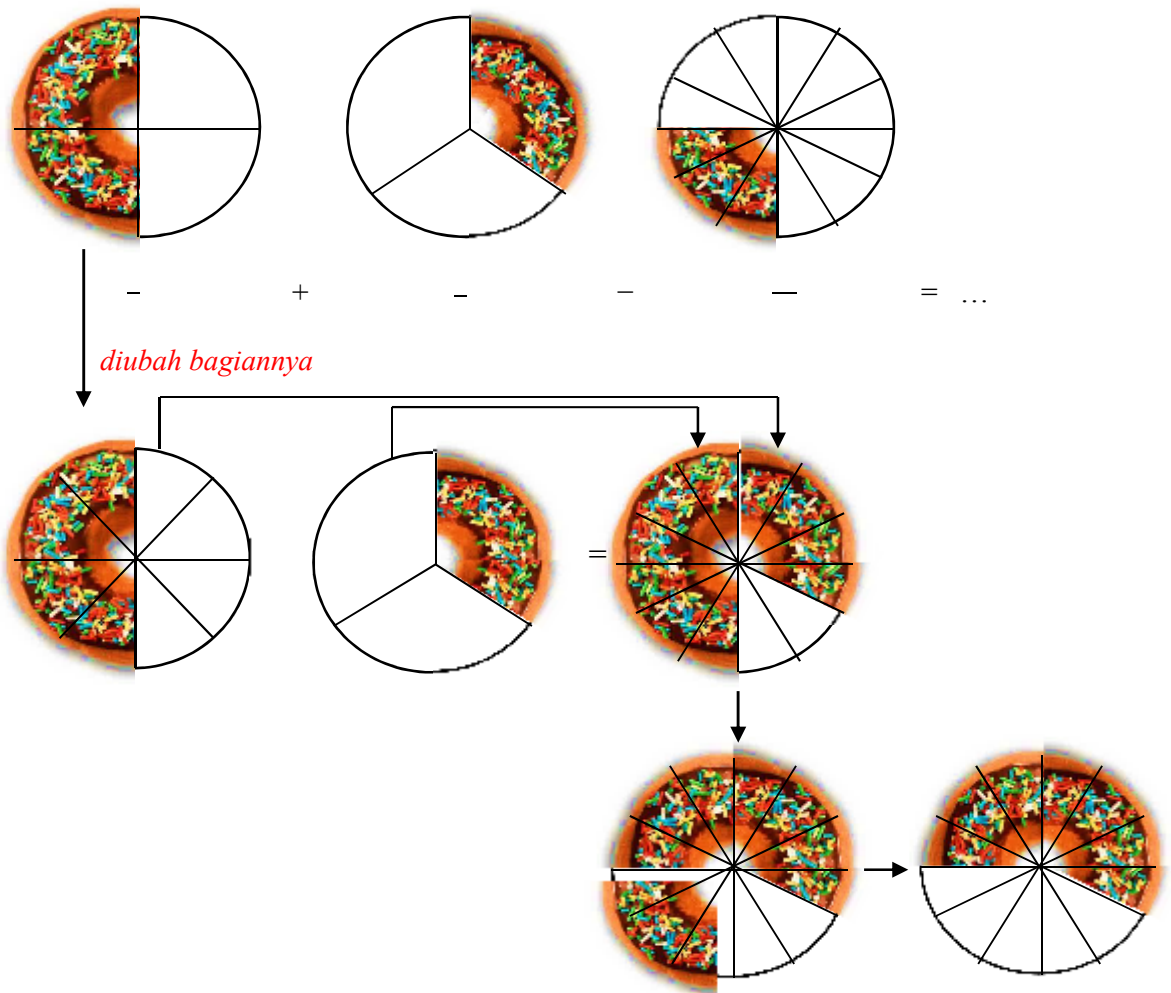 – + – − — = …
diubah bagiannya
=